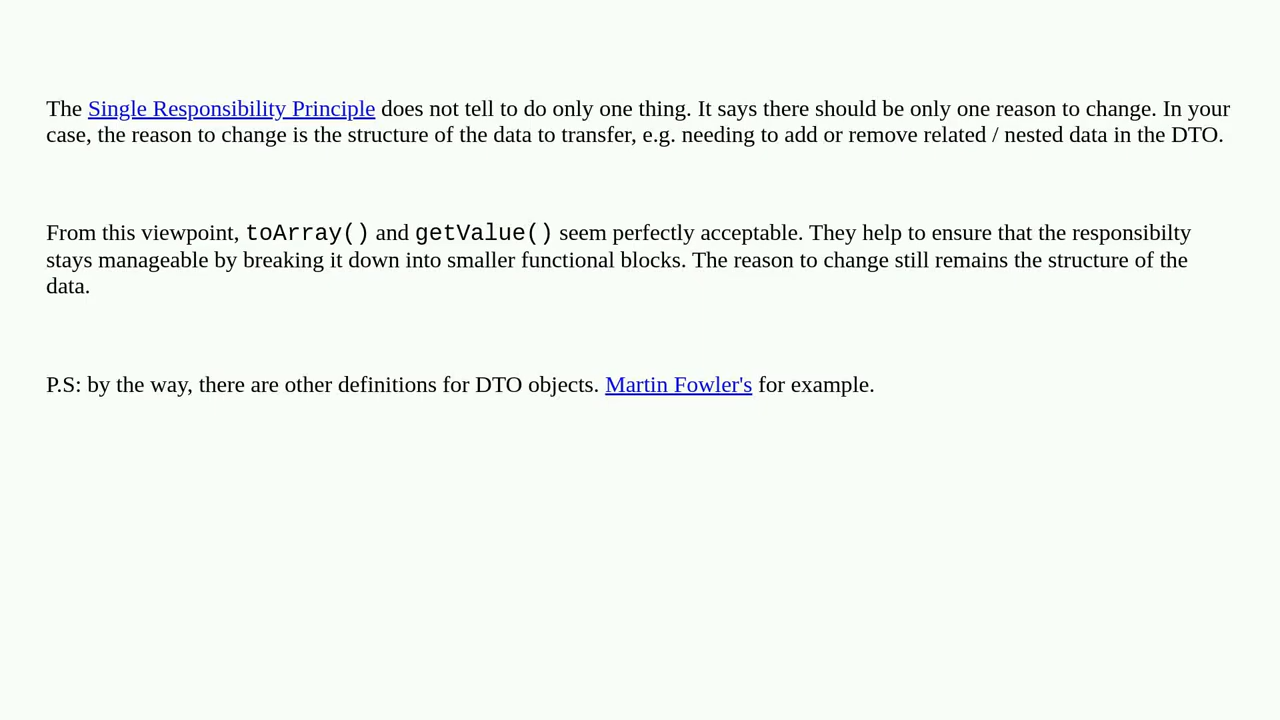 The Single Responsibility Principle does not tell to do only one thing. It says there should be only one reason to change. In your
case, the reason to change is the structure of the data to transfer, e.g. needing to add or remove related / nested data in the DTO.
From this viewpoint, toArray() and getValue() seem perfectly acceptable. They help to ensure that the responsibilty
stays manageable by breaking it down into smaller functional blocks. The reason to change still remains the structure of the
data.
P.S: by the way, there are other definitions for DTO objects. Martin Fowler's for example.